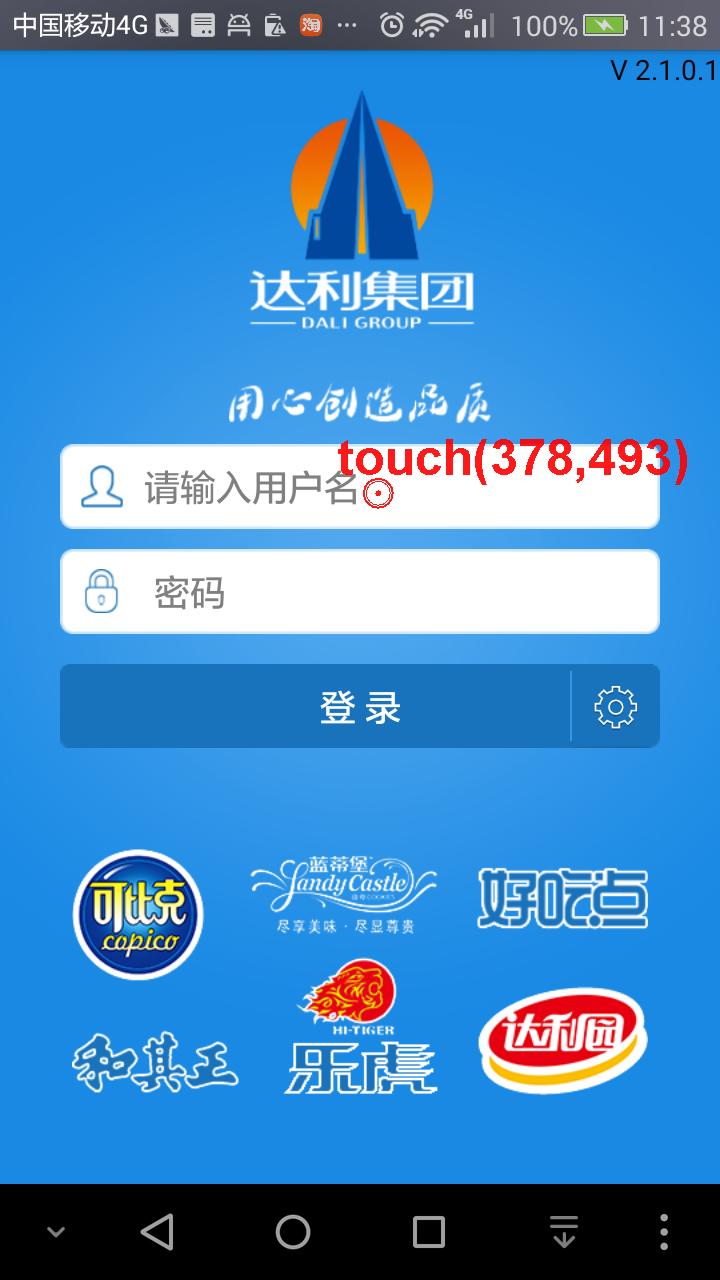 中国移动4G 淘 ··· 4G 100% 11:38
V 2.1.0.1
达利集团
DALI GROUP
用心创造品质
touch(378,493)
请输入用户名
密码
登录
可比克
copico
蓝蒂堡
Landy Castle
尽享美味·尽显尊贵
好吃点
和其正
HI-TIGER
乐虎
达利园